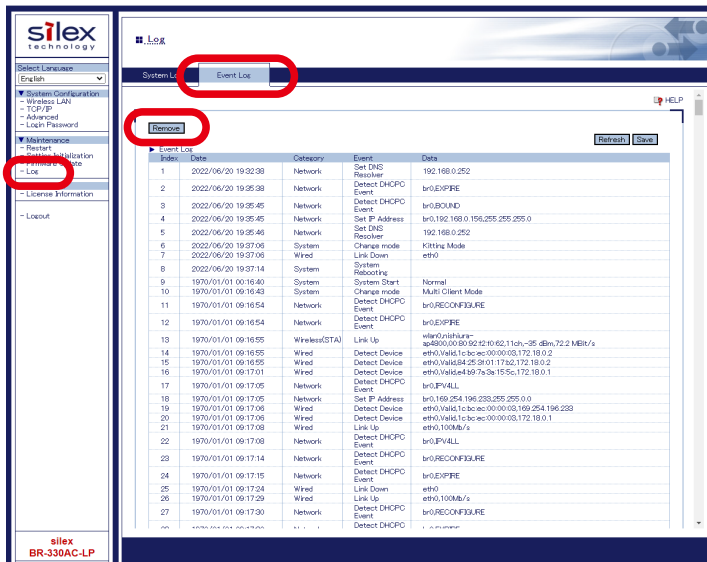 silex
technology
Select Language
English
▼ System Configuration
- Wireless LAN
- TCP/IP
- Advanced
- Login Password
▼ Maintenance
- Restart
- Setting Initialization
- Firmware Update
- Log
- License Information
- Logout
silex
BR-330AC-LP
Log
System Lo
Event Log
HELP
Remove
Refresh Save
▶ Event Log
Index Date Category Event Data
1 2022/06/20 19:32:38 Network Set DNS Resolver 192.168.0.252
2 2022/06/20 19:35:38 Network Detect DHCPC Event br0,EXPIRE
3 2022/06/20 19:35:45 Network Detect DHCPC Event br0,BOUND
4 2022/06/20 19:35:45 Network Set IP Address br0,192.168.0.156,255.255.255.0
5 2022/06/20 19:35:46 Network Set DNS Resolver 192.168.0.252
6 2022/06/20 19:37:06 System Change mode Kitting Mode
7 2022/06/20 19:37:06 Wired Link Down eth0
8 2022/06/20 19:37:14 System System Rebooting
9 1970/01/01 00:16:40 System System Start Normal
10 1970/01/01 09:16:43 System Change mode Multi Client Mode
11 1970/01/01 09:16:54 Network Detect DHCPC Event br0,RECONFIGURE
12 1970/01/01 09:16:54 Network Detect DHCPC Event br0,EXPIRE
13 1970/01/01 09:16:55 Wireless(STA) Link Up wlan0,nishiura-ap4800,00:80:92:f2:f0:62,11ch,-35 dBm,72.2 MBit/s
14 1970/01/01 09:16:55 Wired Detect Device eth0,Valid,1c:bc:ec:00:00:03,172.18.0.2
15 1970/01/01 09:16:55 Wired Detect Device eth0,Valid,84:25:3f:01:17:b2,172.18.0.2
16 1970/01/01 09:17:01 Wired Detect Device eth0,Valid,e4:b9:7a:3a:15:5c,172.18.0.1
17 1970/01/01 09:17:05 Network Detect DHCPC Event br0,IPV4LL
18 1970/01/01 09:17:05 Network Set IP Address br0,169.254.196.233,255.255.0.0
19 1970/01/01 09:17:06 Wired Detect Device eth0,Valid,1c:bc:ec:00:00:03,169.254.196.233
20 1970/01/01 09:17:06 Wired Detect Device eth0,Valid,1c:bc:ec:00:00:03,172.18.0.1
21 1970/01/01 09:17:08 Wired Link Up eth0,100Mb/s
22 1970/01/01 09:17:08 Network Detect DHCPC Event br0,IPV4LL
23 1970/01/01 09:17:14 Network Detect DHCPC Event br0,RECONFIGURE
24 1970/01/01 09:17:15 Network Detect DHCPC Event br0,EXPIRE
25 1970/01/01 09:17:24 Wired Link Down eth0
26 1970/01/01 09:17:29 Wired Link Up eth0,100Mb/s
27 1970/01/01 09:17:30 Network Detect DHCPC Event br0,RECONFIGURE
Detect DHCPC